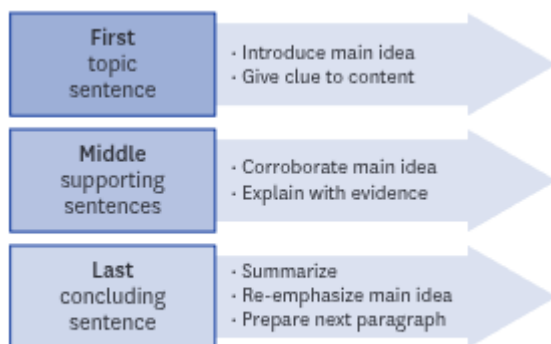 First
topic
sentence
· Introduce main idea
· Give clue to content
Middle
supporting
sentences
· Corroborate main idea
· Explain with evidence
Last
concluding
sentence
· Summarize
· Re-emphasize main idea
· Prepare next paragraph